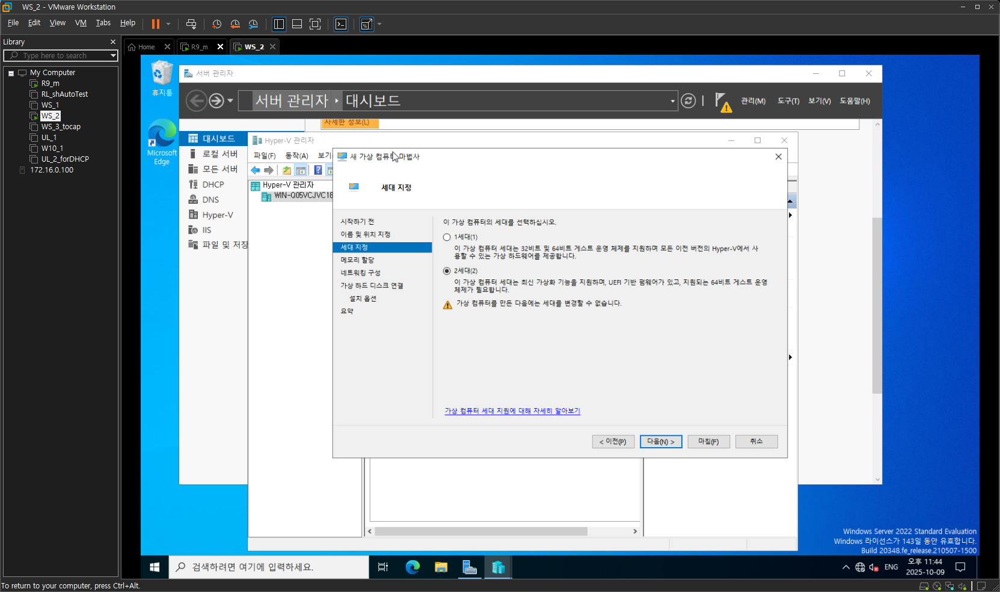 WS_2 - VMware Workstation
File Edit View VM Tabs Help
Library
Type here to search
My Computer
R9_m
RL_shAutoTest
WS_1
WS_2
WS_3_tocap
UL_1
W10_1
UL_2_forDHCP
172.16.0.100
Home R9_m WS_2
휴지통
Microsoft
Edge
서버 관리자
서버 관리자 ‣ 대시보드
관리(M) 도구(T) 보기(V) 도움말(H)
자세한 정보(L)
대시보드
로컬 서버
모든 서버
DHCP
DNS
Hyper-V
IIS
파일 및 저장
Hyper-V 관리자
파일(F) 동작(A) 보기(
Hyper-V 관리자
WIN-Q05VCJVC18
새 가상 컴퓨터 마법사
세대 지정
시작하기 전
이름 및 위치 지정
세대 지정
메모리 할당
네트워킹 구성
가상 하드 디스크 연결
설치 옵션
요약
이 가상 컴퓨터의 세대를 선택하십시오.
1세대(1)
이 가상 컴퓨터 세대는 32비트 및 64비트 게스트 운영 체제를 지원하며 모든 이전 버전의 Hyper-V에서 사
용할 수 있는 가상 하드웨어를 제공합니다.
2세대(2)
이 가상 컴퓨터 세대는 최신 가상화 기능을 지원하며, UEFI 기반 펌웨어가 있고, 지원되는 64비트 게스트 운영
체제가 필요합니다.
가상 컴퓨터를 만든 다음에는 세대를 변경할 수 없습니다.
가상 컴퓨터 세대 지원에 대해 자세히 알아보기
< 이전(P) 다음(N) > 마침(F) 취소
Windows Server 2022 Standard Evaluation
Windows 라이선스가 143일 동안 유효합니다.
Build 20348.fe_release.210507-1500
검색하려면 여기에 입력하세요.
ENG
오후 11:44
2025-10-09
To return to your computer, press Ctrl+Alt.